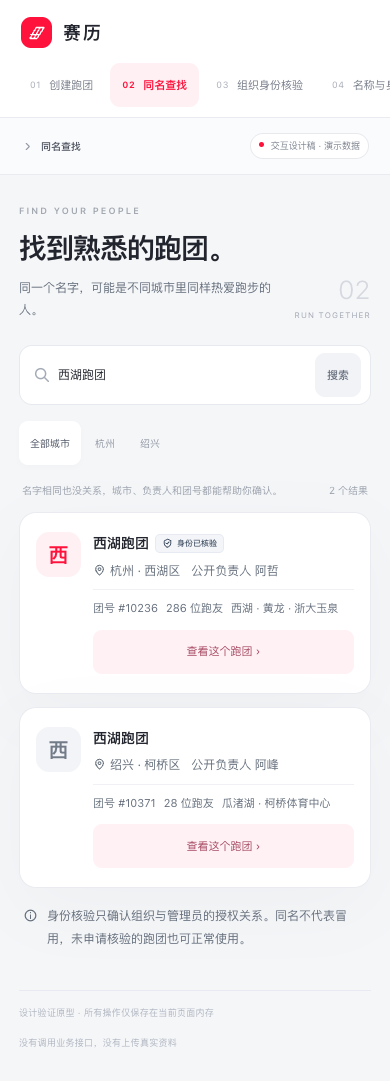 赛历
01 创建跑团 02 同名查找 03 组织身份核验 04
同名查找 交互设计稿 · 演示数据
FIND YOUR PEOPLE
找到熟悉的跑团。
同一个名字，可能是不同城市里同样热爱跑步的
人。
02
RUN TOGETHER
西湖跑团 搜索
全部城市 杭州 绍兴
名字相同也没关系，城市、负责人和团号都能帮助你确认。 2 个结果
西
西湖跑团 身份已核验
杭州 · 西湖区 公开负责人 阿哲
团号 #10236 286 位跑友 西湖 · 黄龙 · 浙大玉泉
查看这个跑团 ›
西
西湖跑团
绍兴 · 柯桥区 公开负责人 阿峰
团号 #10371 28 位跑友 瓜渚湖 · 柯桥体育中心
查看这个跑团 ›
身份核验只确认组织与管理员的授权关系。同名不代表冒
用，未申请核验的跑团也可正常使用。
设计验证原型 · 所有操作仅保存在当前页面内存
没有调用业务接口，没有上传真实资料